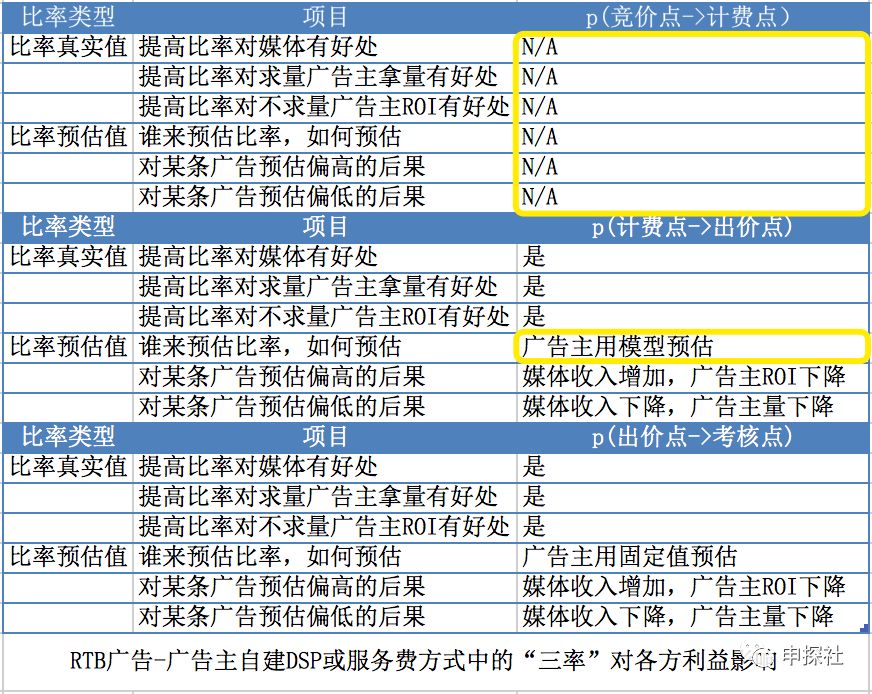 比率类型 项目 p(竞价点->计费点)
比率真实值 提高比率对媒体有好处 N/A
提高比率对求量广告主拿量有好处 N/A
提高比率对不求量广告主ROI有好处 N/A
比率预估值 谁来预估比率，如何预估 N/A
对某条广告预估偏高的后果 N/A
对某条广告预估偏低的后果 N/A
比率类型 项目 p(计费点->出价点)
比率真实值 提高比率对媒体有好处 是
提高比率对求量广告主拿量有好处 是
提高比率对不求量广告主ROI有好处 是
比率预估值 谁来预估比率，如何预估 广告主用模型预估
对某条广告预估偏高的后果 媒体收入增加，广告主ROI下降
对某条广告预估偏低的后果 媒体收入下降，广告主量下降
比率类型 项目 p(出价点->考核点)
比率真实值 提高比率对媒体有好处 是
提高比率对求量广告主拿量有好处 是
提高比率对不求量广告主ROI有好处 是
比率预估值 谁来预估比率，如何预估 广告主用固定值预估
对某条广告预估偏高的后果 媒体收入增加，广告主ROI下降
对某条广告预估偏低的后果 媒体收入下降，广告主量下降
RTB广告-广告主自建DSP或服务费方式中的“三率”对各方利益影响
申探社